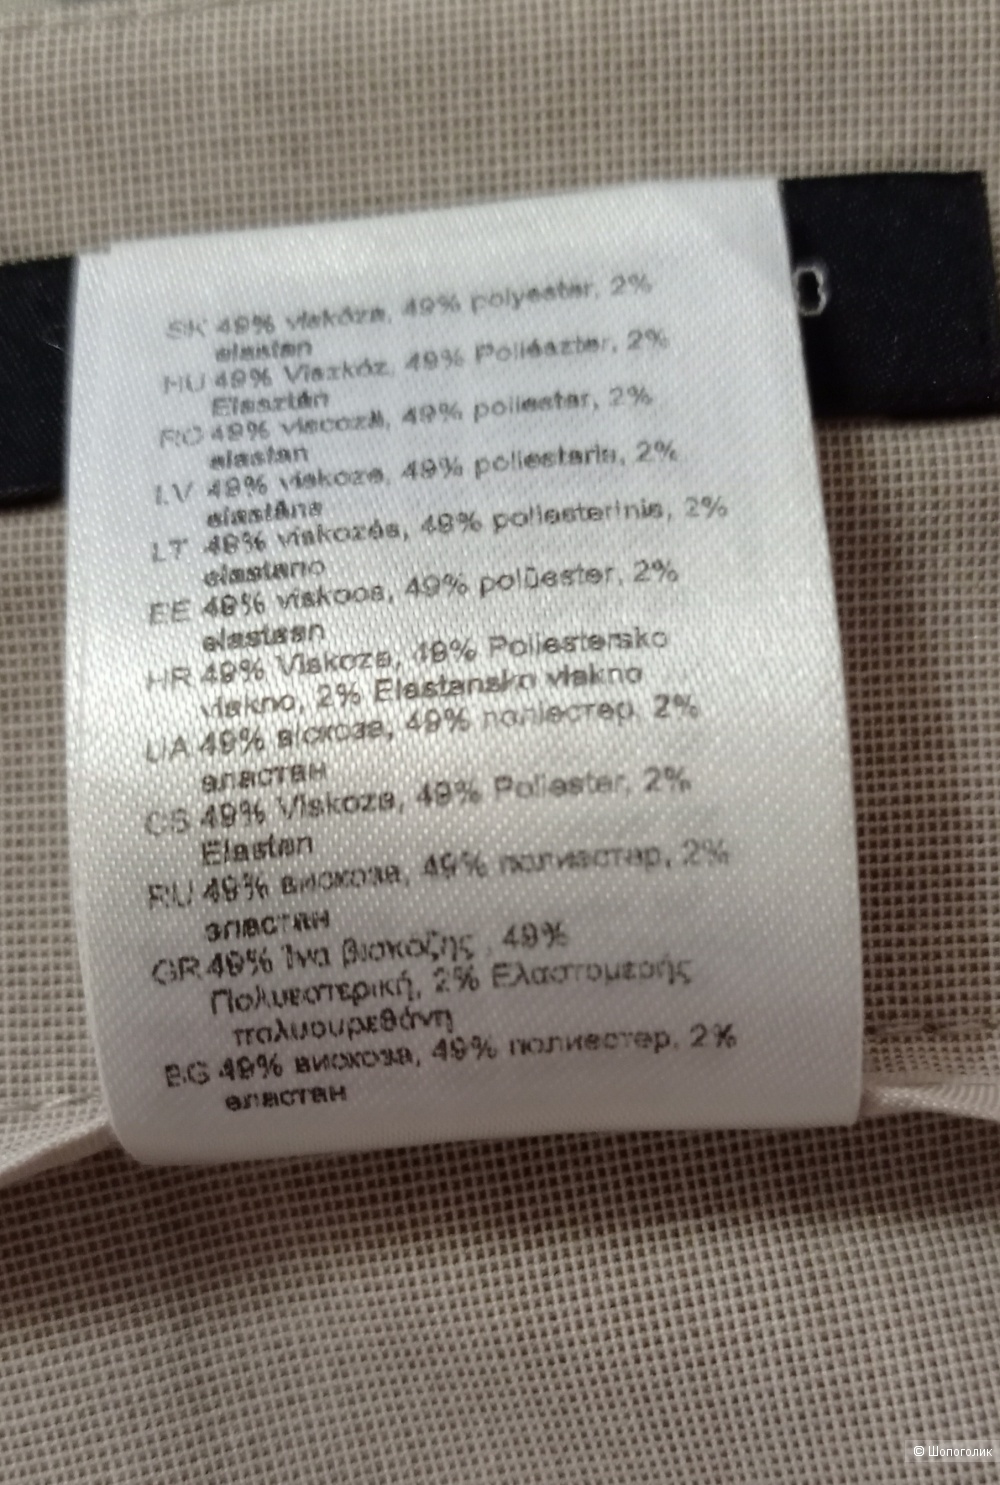 SK 49% viskóza, 49% polyester, 2%
elastan
HU 49% Viszkóz, 49% Poliészter, 2%
Elasztán
RO 49% viscoză, 49% poliester, 2%
elastan
LV 49% viskoze, 49% poliesteris, 2%
elastāns
LT 49% viskozės, 49% poliesterinis, 2%
elastano
EE 49% viskoos, 49% polüester, 2%
elastaan
HR 49% Viskoza, 49% Poliestersko
vlakno, 2% Elastansko vlakno
UA 49% віскоза, 49% поліестер, 2%
еластан
CS 49% Viskoza, 49% Poliester, 2%
Elastan
RU 49% вискоза, 49% полиэстер, 2%
эластан
GR 49% Ίνα βισκόζης , 49%
Πολυεστερική, 2% Ελαστομερής
πολυουρεθάνη
BG 49% вискоза, 49% полиестер, 2%
еластан
© Шопоголик